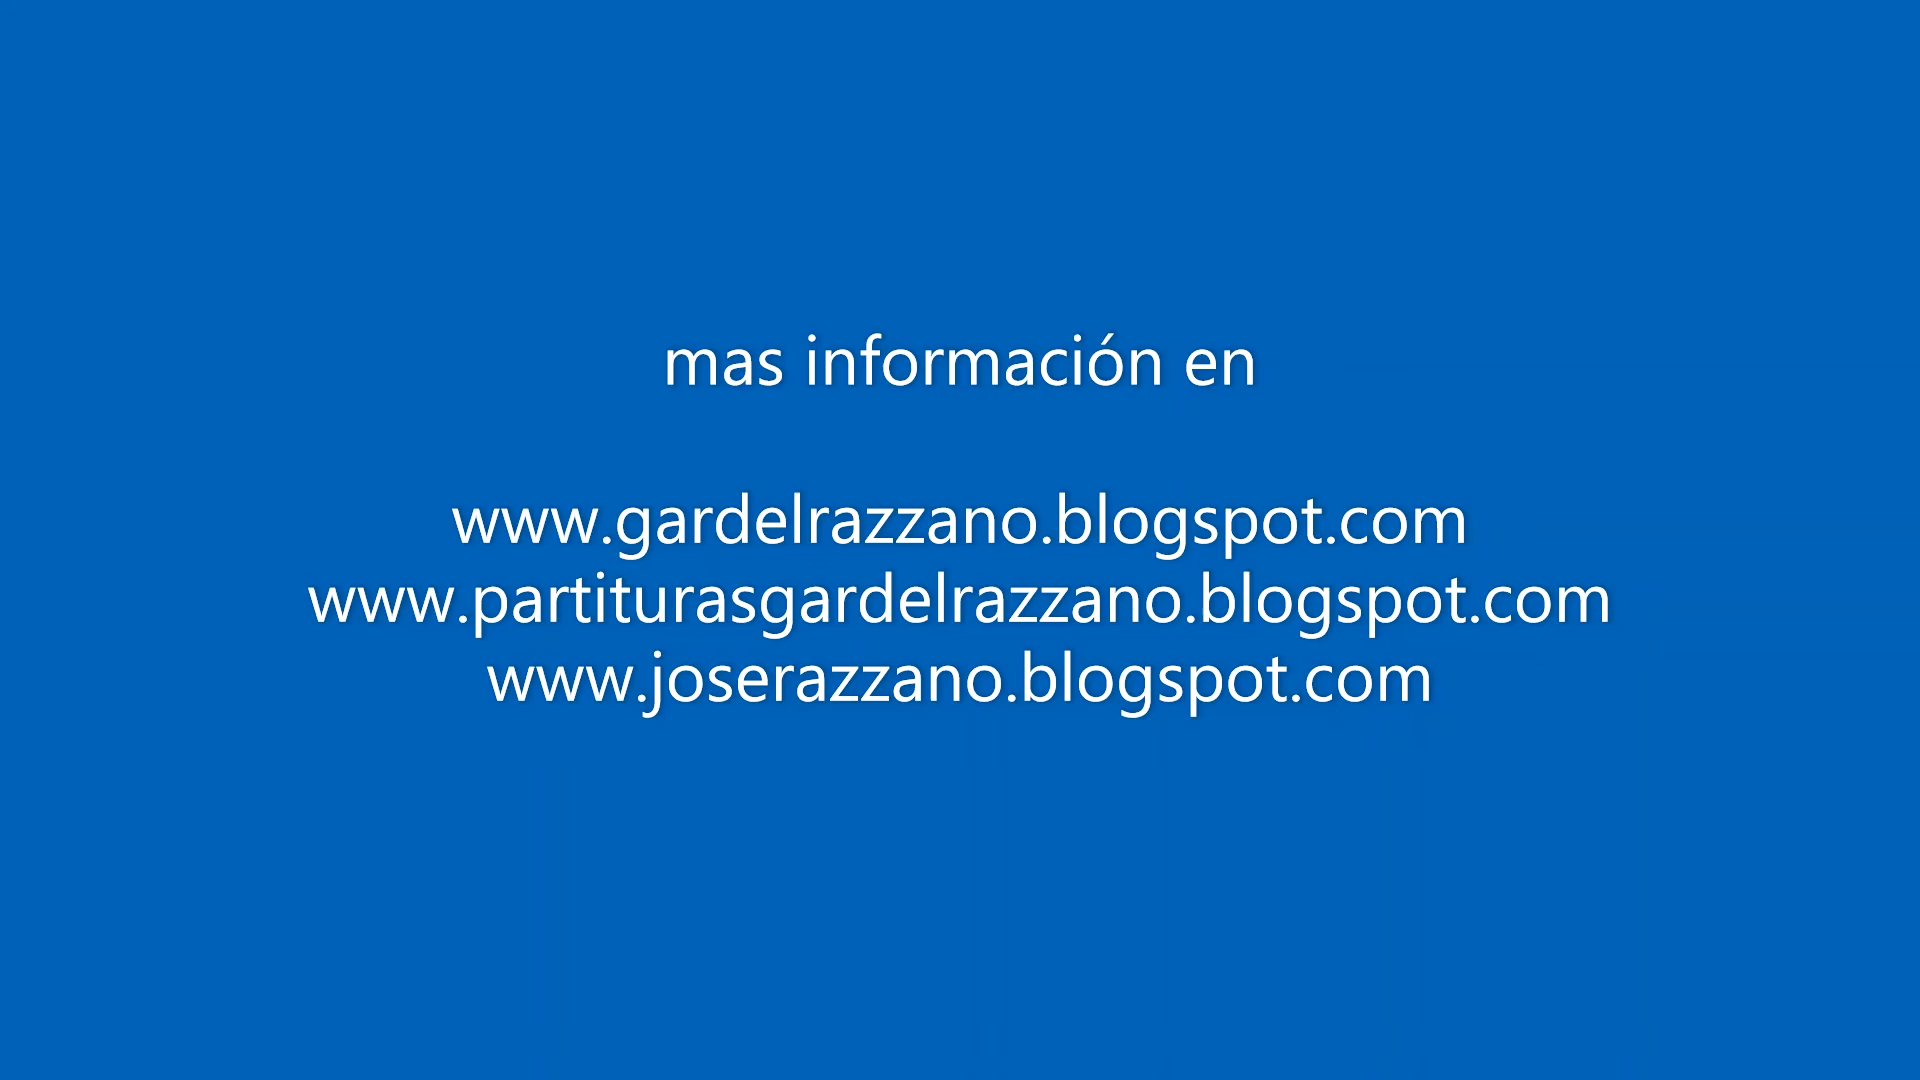 mas información en
www.gardelrazzano.blogspot.com
www.partiturasgardelrazzano.blogspot.com
www.joserazzano.blogspot.com